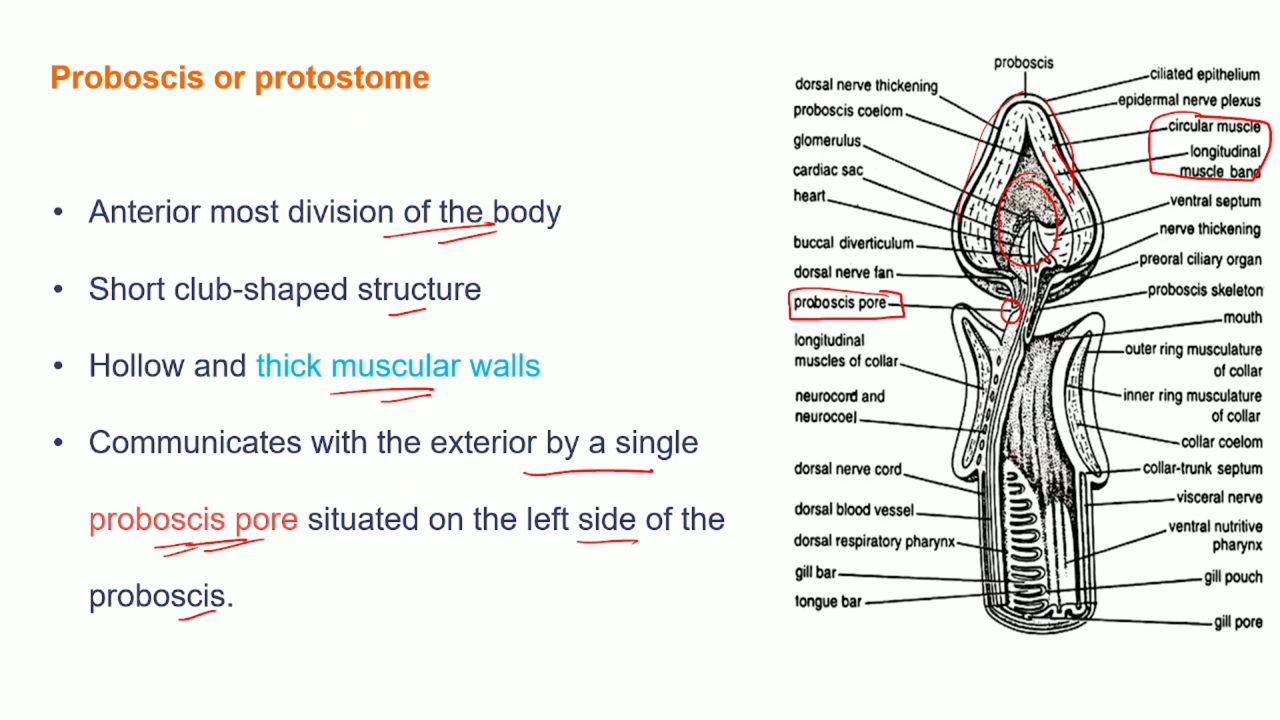 Proboscis or protostome
• Anterior most division of the body
• Short club-shaped structure
• Hollow and thick muscular walls
• Communicates with the exterior by a single
proboscis pore situated on the left side of the
proboscis.
proboscis
dorsal nerve thickening
proboscis coelom
glomerulus
cardiac sac
heart
buccal diverticulum
dorsal nerve fan
proboscis pore
longitudinal
muscles of collar
neurocord and
neurocoel
dorsal nerve cord
dorsal blood vessel
dorsal respiratory pharynx
gill bar
tongue bar
ciliated epithelium
epidermal nerve plexus
circular muscle
longitudinal
muscle band
ventral septum
nerve thickening
preoral ciliary organ
proboscis skeleton
mouth
outer ring musculature
of collar
inner ring musculature
of collar
collar coelom
collar-trunk septum
visceral nerve
ventral nutritive
pharynx
gill pouch
gill pore